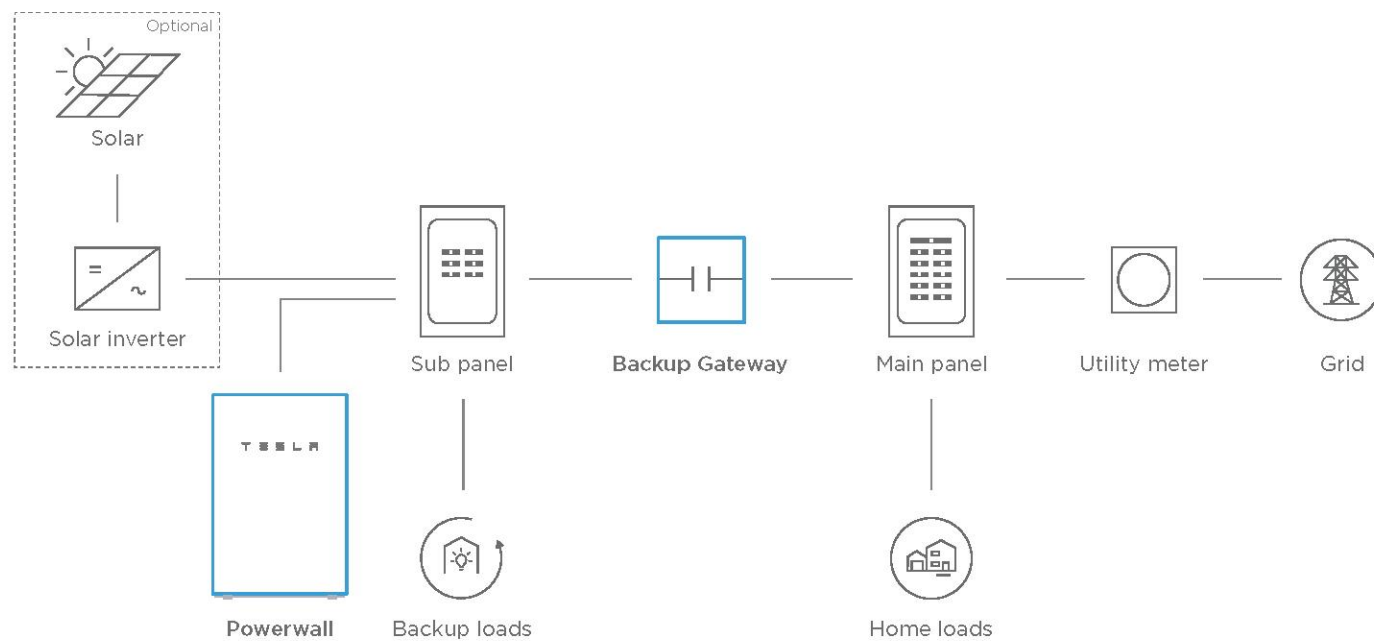 Optional
Solar
Solar inverter
Sub panel
Backup Gateway
Main panel
Utility meter
Grid
TESLA
Powerwall
Backup loads
Home loads